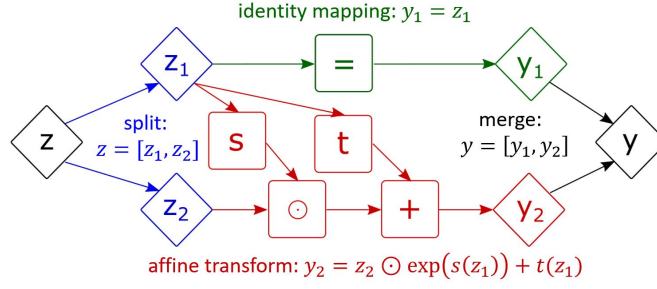 identity mapping: y₁ = z₁
z₁
=
y₁
z
split:
z = [z₁, z₂]
s
t
merge:
y = [y₁, y₂]
y
z₂
⊙
+
y₂
affine transform: y₂ = z₂ ⊙ exp(s(z₁)) + t(z₁)